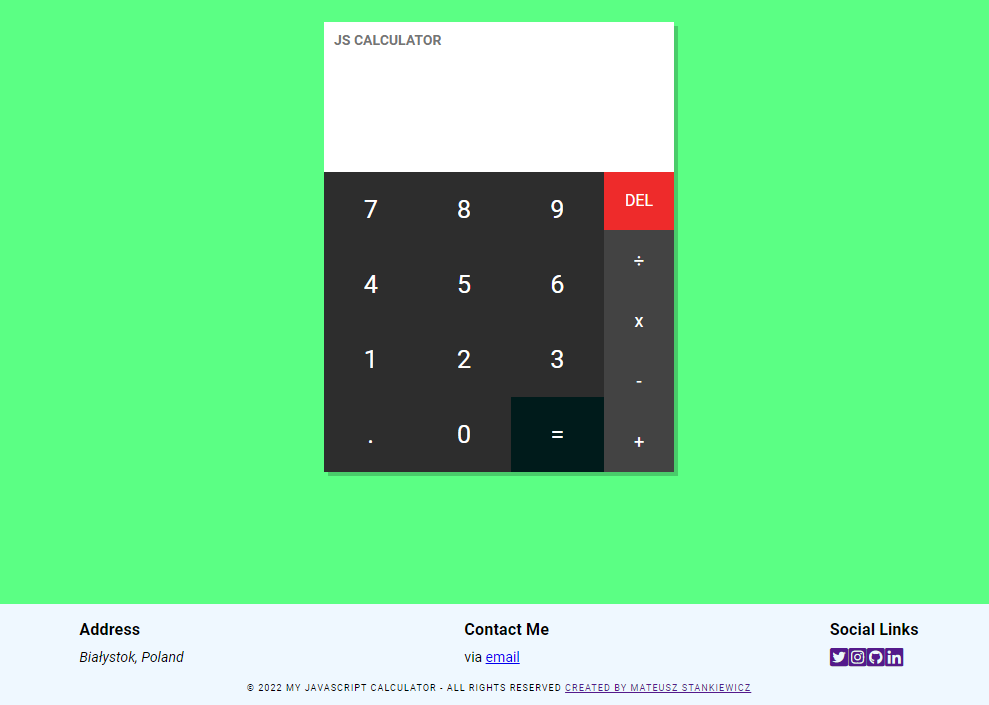 JS CALCULATOR
7 8 9 DEL
÷
4 5 6
x
1 2 3
-
. 0 = +
Address Contact Me Social Links
Białystok, Poland via email
© 2022 MY JAVASCRIPT CALCULATOR - ALL RIGHTS RESERVED CREATED BY MATEUSZ STANKIEWICZ